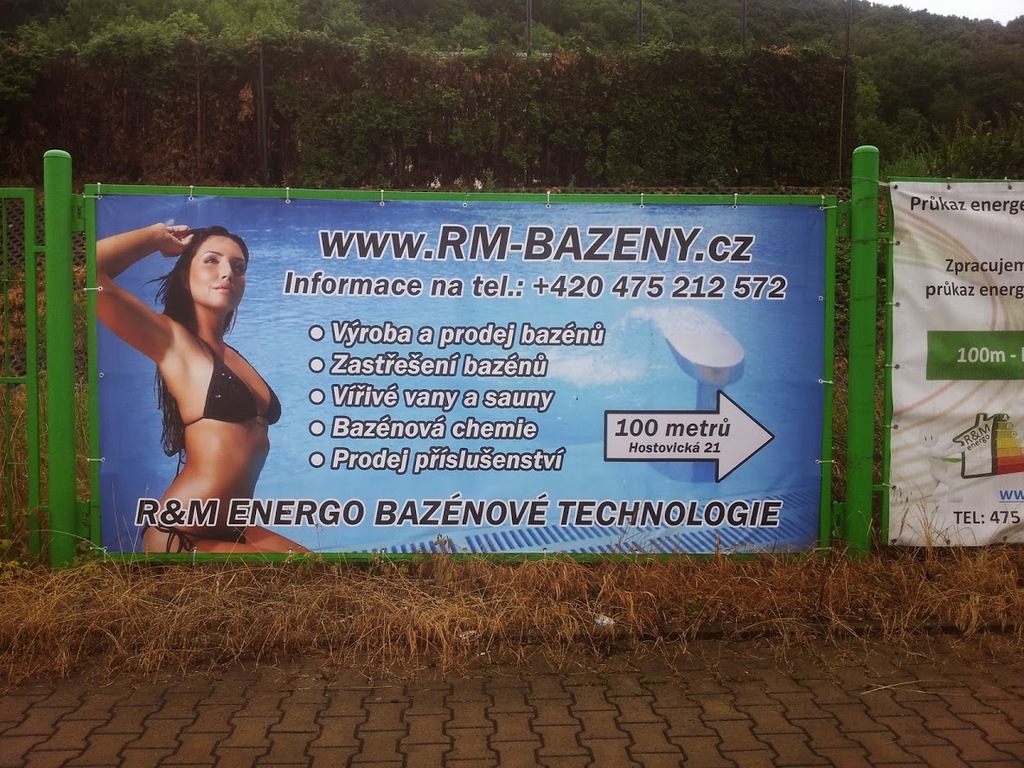 www.RM-BAZENY.cz
Informace na tel.: +420 475 212 572
● Výroba a prodej bazénů
● Zastřešení bazénů
● Vířivé vany a sauny
● Bazénová chemie
● Prodej příslušenství
100 metrů
Hostovická 21
R&M ENERGO BAZÉNOVÉ TECHNOLOGIE
Průkaz energe
Zpracujem
průkaz energ
100m -
R&M
energo
ww
TEL: 475